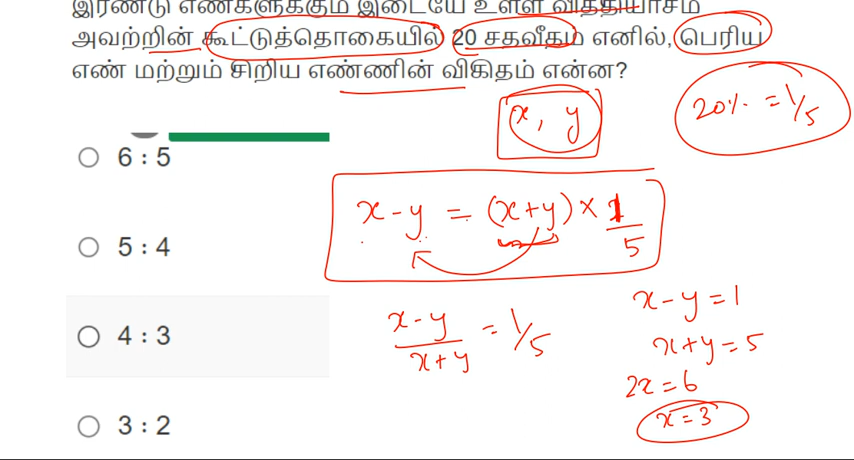 இரண்டு எண்களுக்கும் இடையே உள்ள வித்தியாசம்
அவற்றின் கூட்டுத்தொகையில் 20 சதவீதம் எனில், பெரிய
எண் மற்றும் சிறிய எண்ணின் விகிதம் என்ன?
x, y
20% = 1/5
6 : 5
x - y = (x+y) × 1/5
5 : 4
x - y = 1
x-y/x+y = 1/5
x+y = 5
4 : 3
2x = 6
x = 3
3 : 2